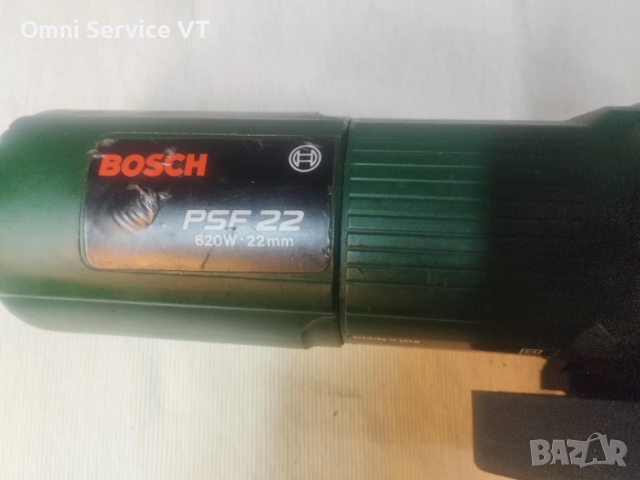 Omni Service VT
BOSCH
PSF 22
620W · 22mm
BAZAR